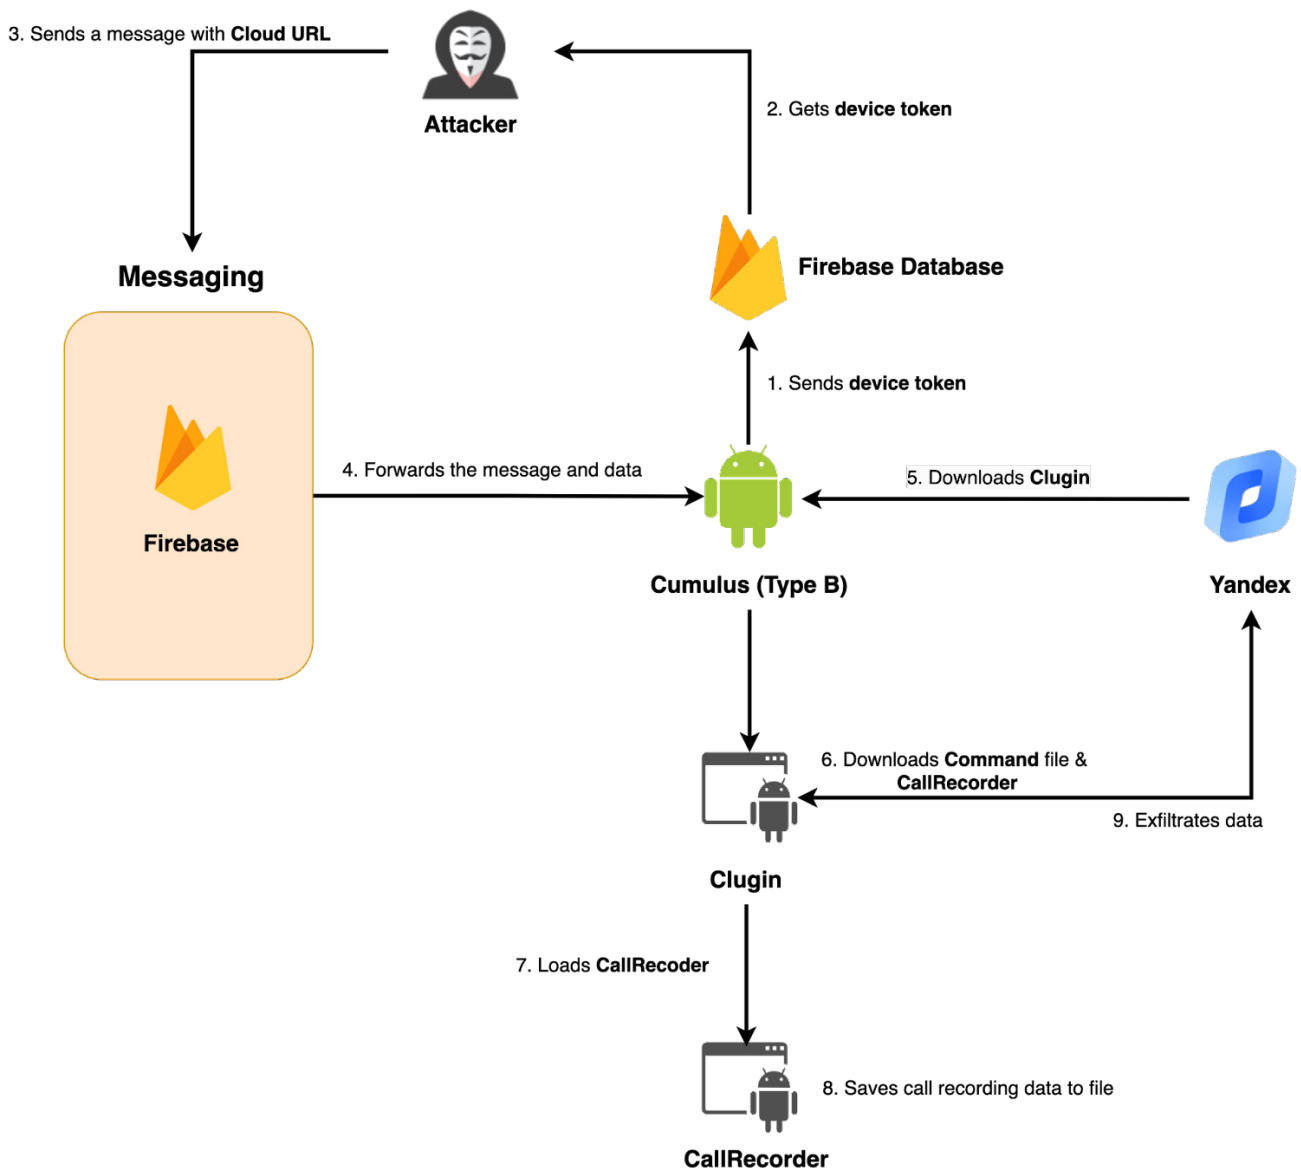 3. Sends a message with Cloud URL
Attacker
2. Gets device token
Messaging
Firebase Database
1. Sends device token
4. Forwards the message and data
5. Downloads Clugin
Firebase
Cumulus (Type B)
Yandex
6. Downloads Command file &
CallRecorder
9. Exfiltrates data
Clugin
7. Loads CallRecoder
8. Saves call recording data to file
CallRecorder